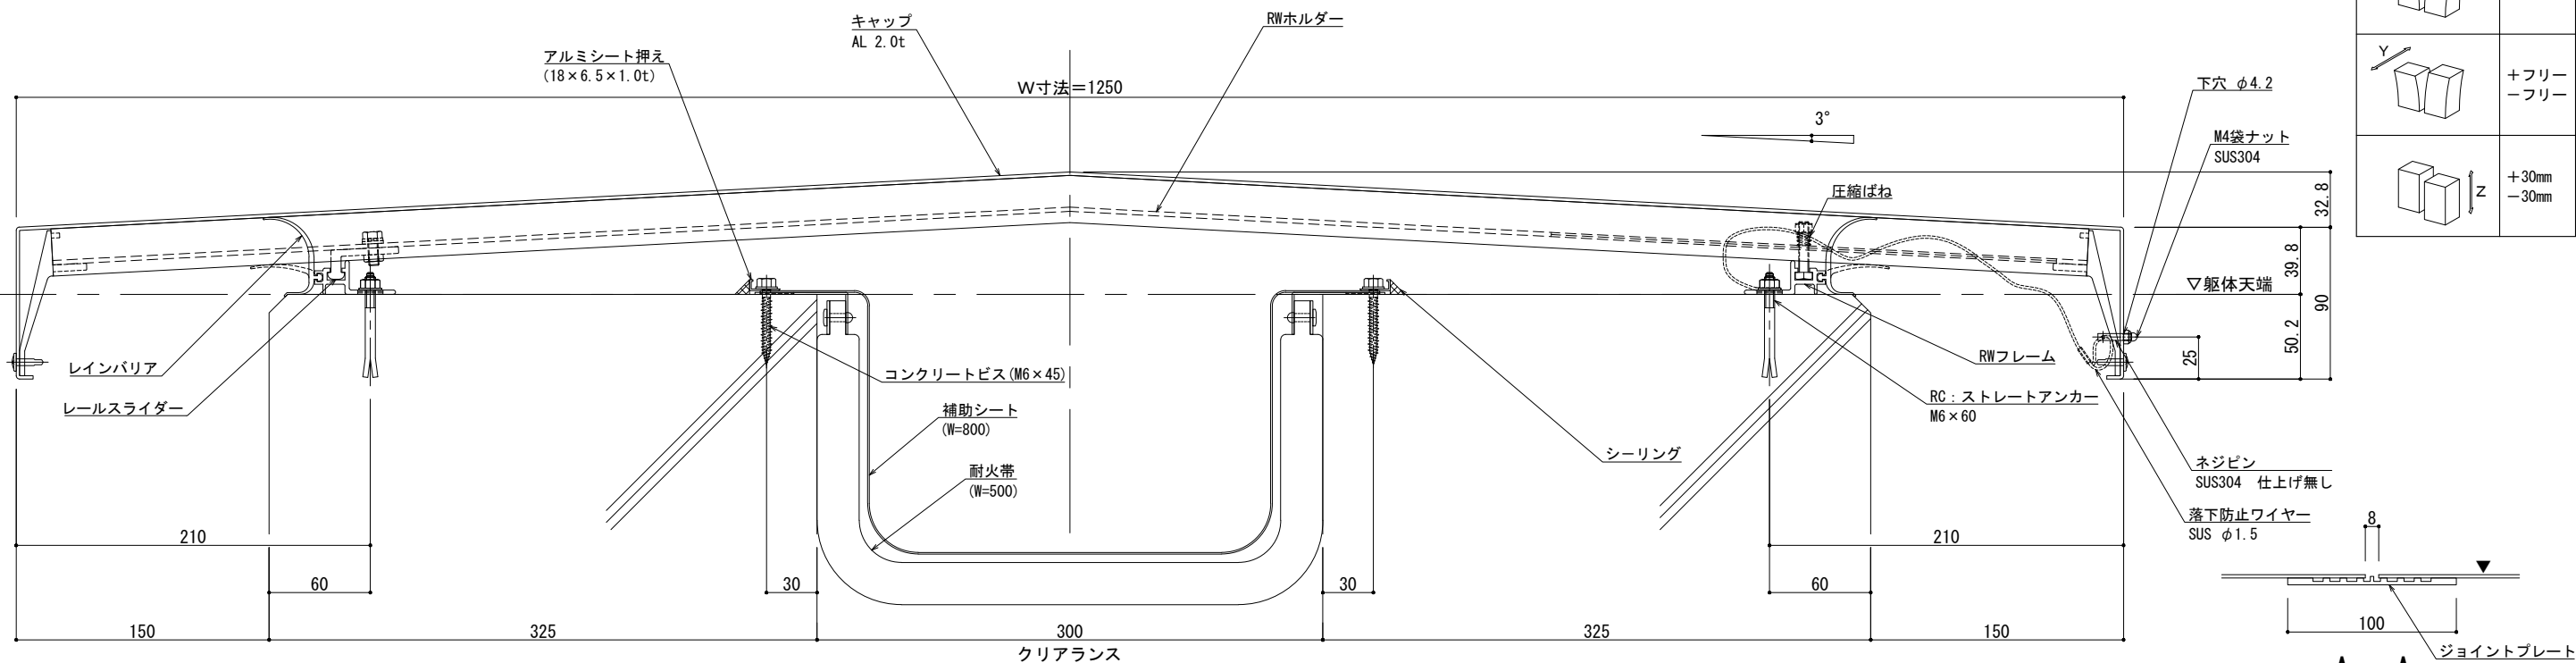 キャップ
AL 2.0t
RWホルダー
アルミシート押え
(18×6.5×1.0t)
W寸法=1250
3°
下穴 φ4.2
M4袋ナット
SUS304
圧縮ばね
Y
+フリー
-フリー
Z
+30mm
-30mm
32.8
39.8
▽躯体天端
90
50.2
25
レインバリア
レールスライダー
コンクリートビス(M6×45)
補助シート
(W=800)
耐火帯
(W=500)
シーリング
RWフレーム
RC:ストレートアンカー
M6×60
ネジピン
SUS304 仕上げ無し
落下防止ワイヤー
SUS φ1.5
210
210
60
30
30
60
150
325
300
325
150
クリアランス
8
100
ジョイントプレート